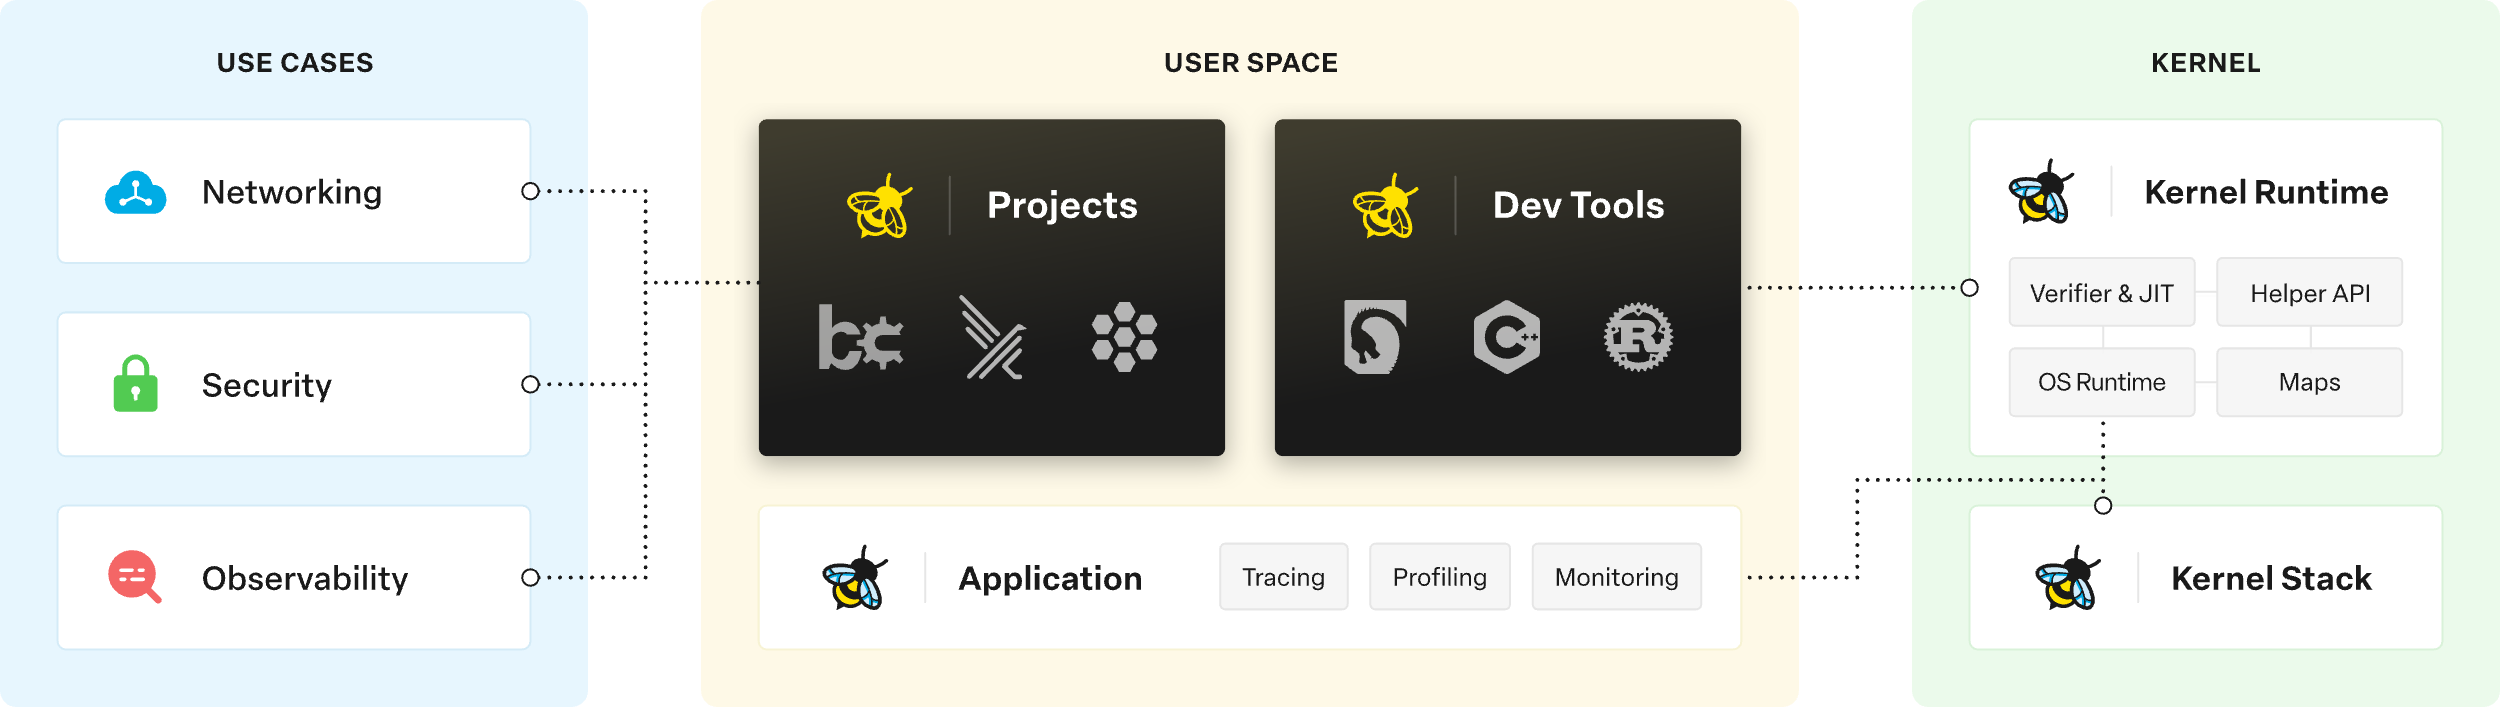 USE CASES
Networking
Security
Observability
USER SPACE
Projects
bc
Dev Tools
C++
R
Application
Tracing
Profiling
Monitoring
KERNEL
Kernel Runtime
Verifier & JIT
Helper API
OS Runtime
Maps
Kernel Stack